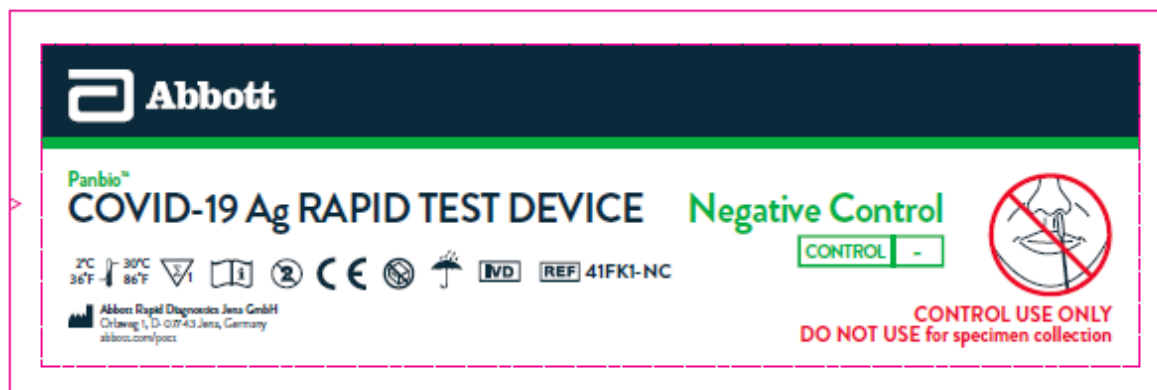 Abbott
Panbio™
COVID-19 Ag RAPID TEST DEVICE
Negative Control
CONTROL -
2°C 30°C
36°F 86°F
Σ 1
i
2
CE
IVD
REF 41FK1-NC
Abbott Rapid Diagnostics Jena GmbH
Orlaweg 1, D-07743 Jena, Germany
abbott.com/poct
CONTROL USE ONLY
DO NOT USE for specimen collection